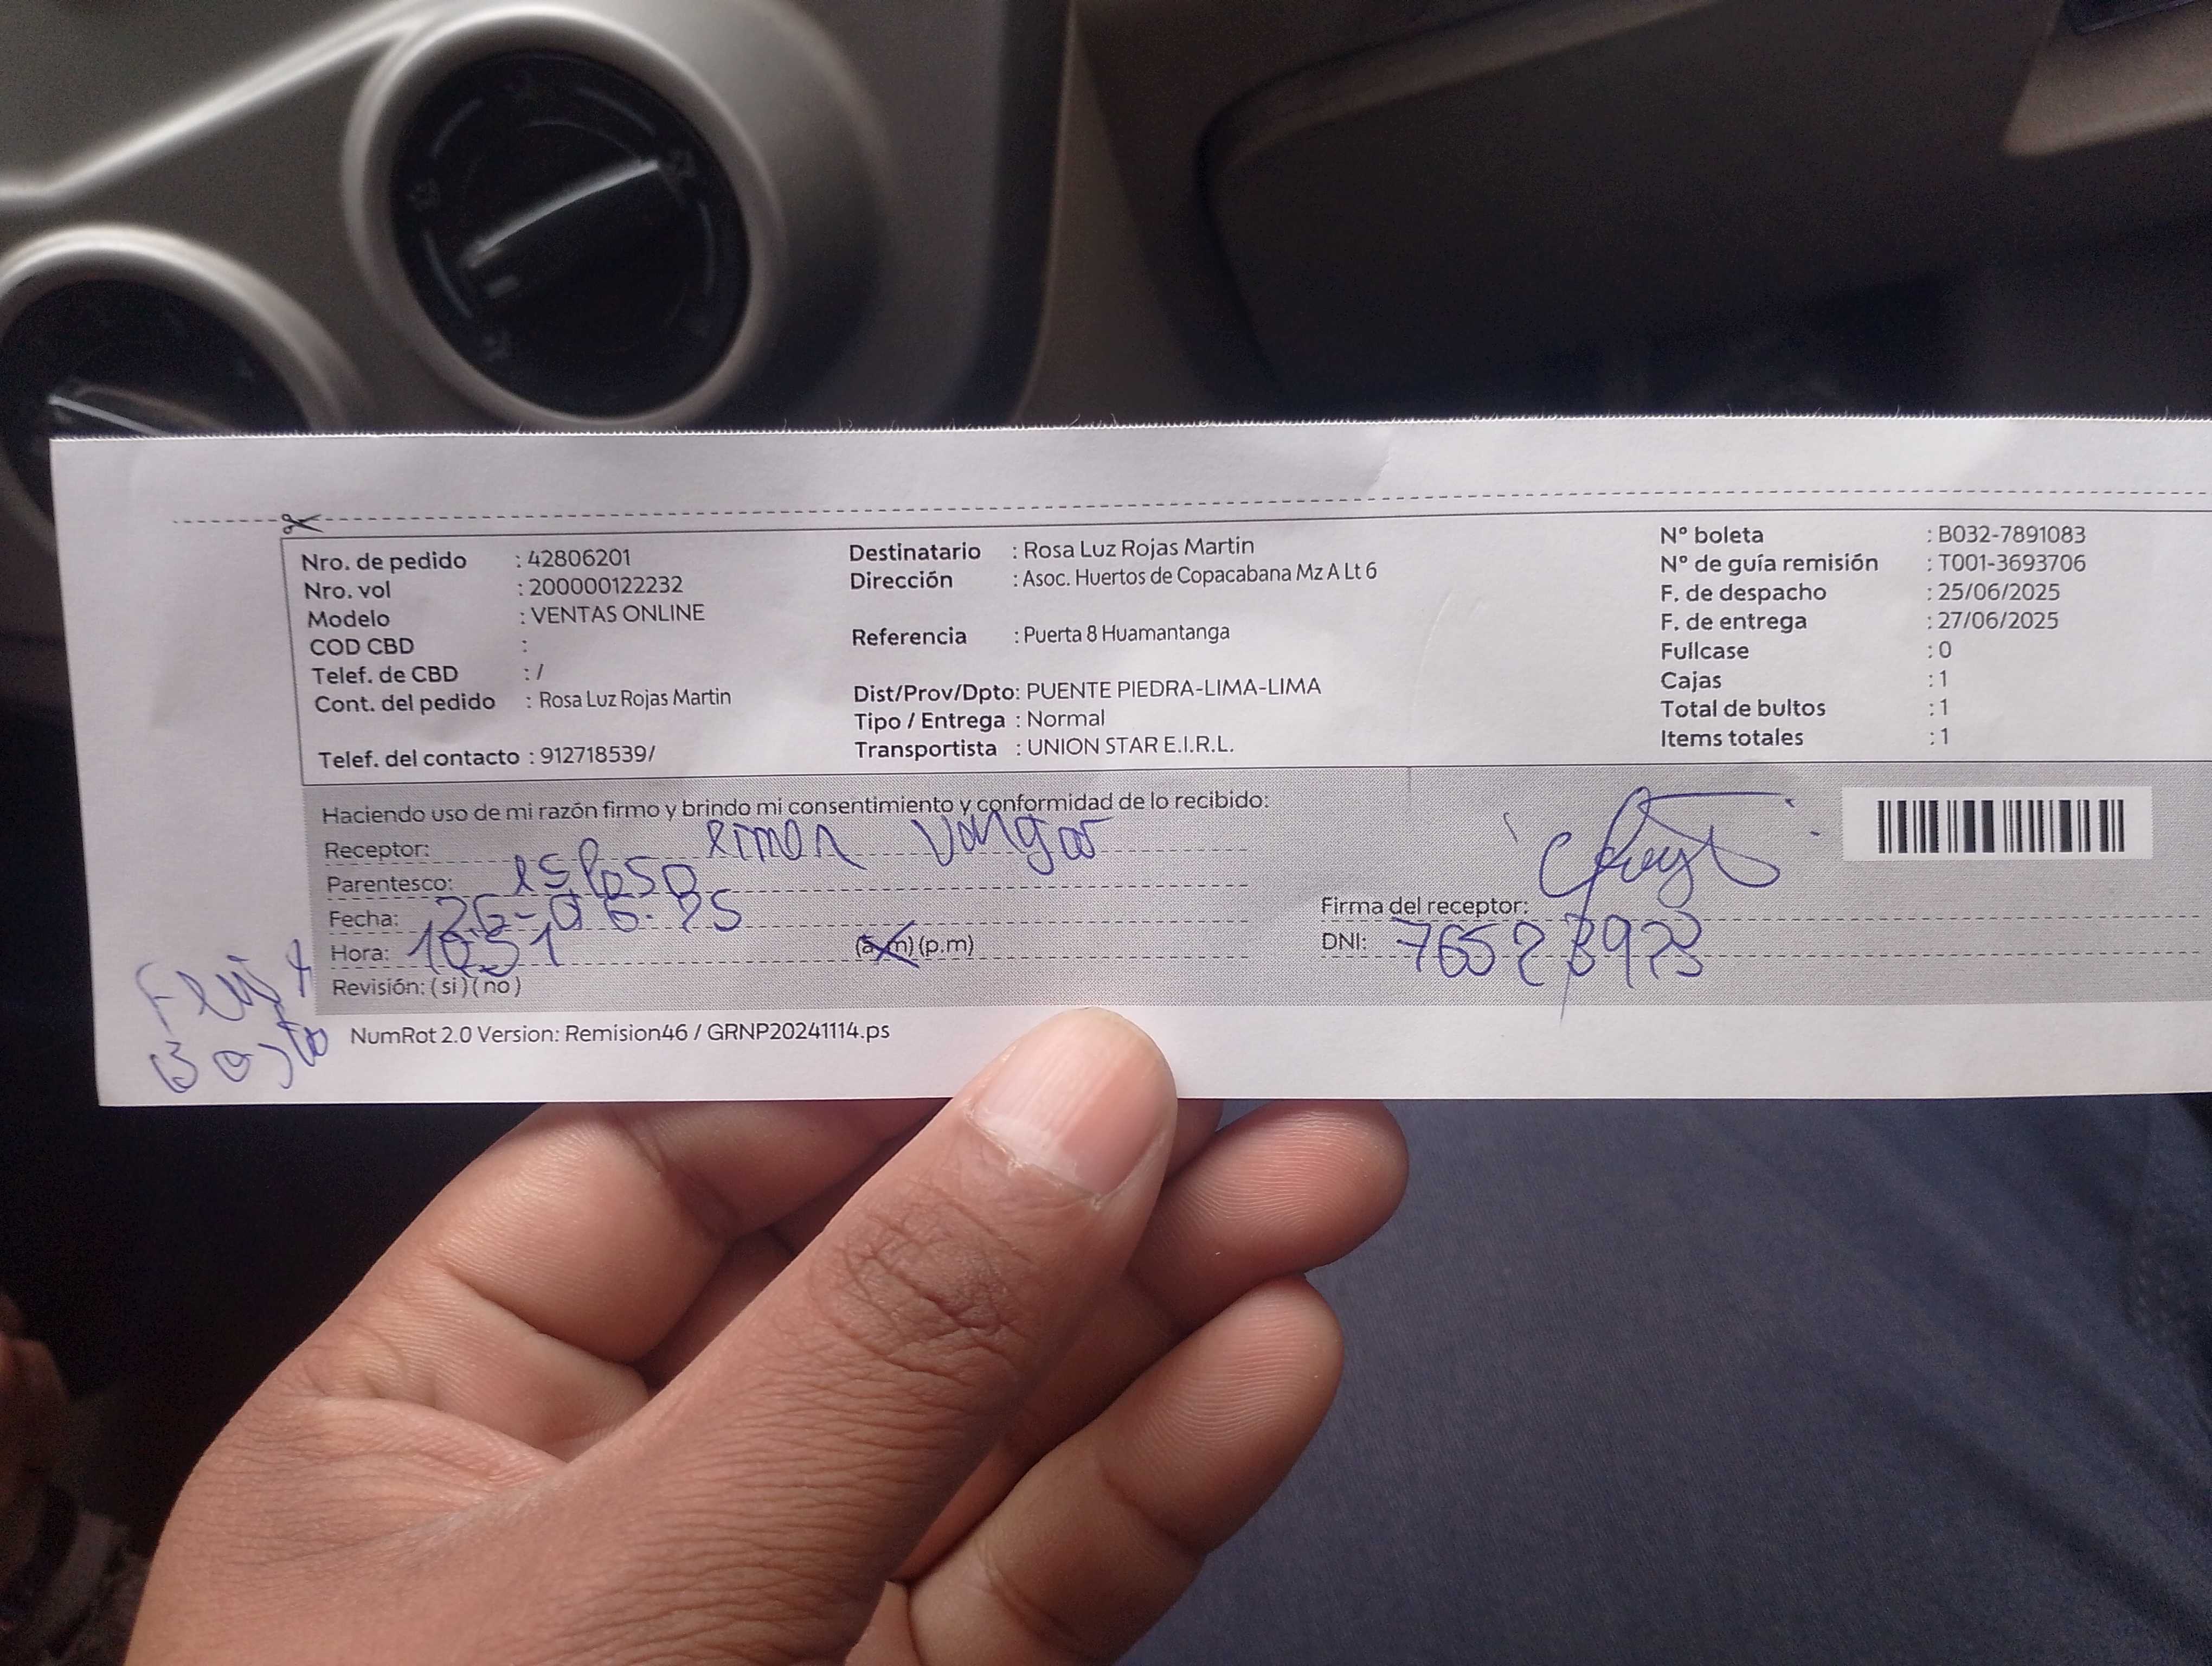 Nro. de pedido : 42806201
Nro. vol : 200000122232
Modelo : VENTAS ONLINE
COD CBD :
Telef. de CBD : /
Cont. del pedido : Rosa Luz Rojas Martin
Telef. del contacto : 912718539/
Destinatario : Rosa Luz Rojas Martin
Dirección : Asoc. Huertos de Copacabana Mz A Lt 6
Referencia : Puerta 8 Huamantanga
Dist/Prov/Dpto: PUENTE PIEDRA-LIMA-LIMA
Tipo / Entrega : Normal
Transportista : UNION STAR E.I.R.L.
Nº boleta : B032-7891083
Nº de guía remisión : T001-3693706
F. de despacho : 25/06/2025
F. de entrega : 27/06/2025
Fullcase : 0
Cajas : 1
Total de bultos : 1
Items totales : 1
Haciendo uso de mi razón firmo y brindo mi consentimiento y conformidad de lo recibido:
Receptor:
Parentesco: esposo
Fecha: 26-06-25
Hora: 10:51 (a.m) (p.m)
Revisión: (si) (no)
Firma del receptor:
DNI:
NumRot 2.0 Version: Remision46 / GRNP20241114.ps